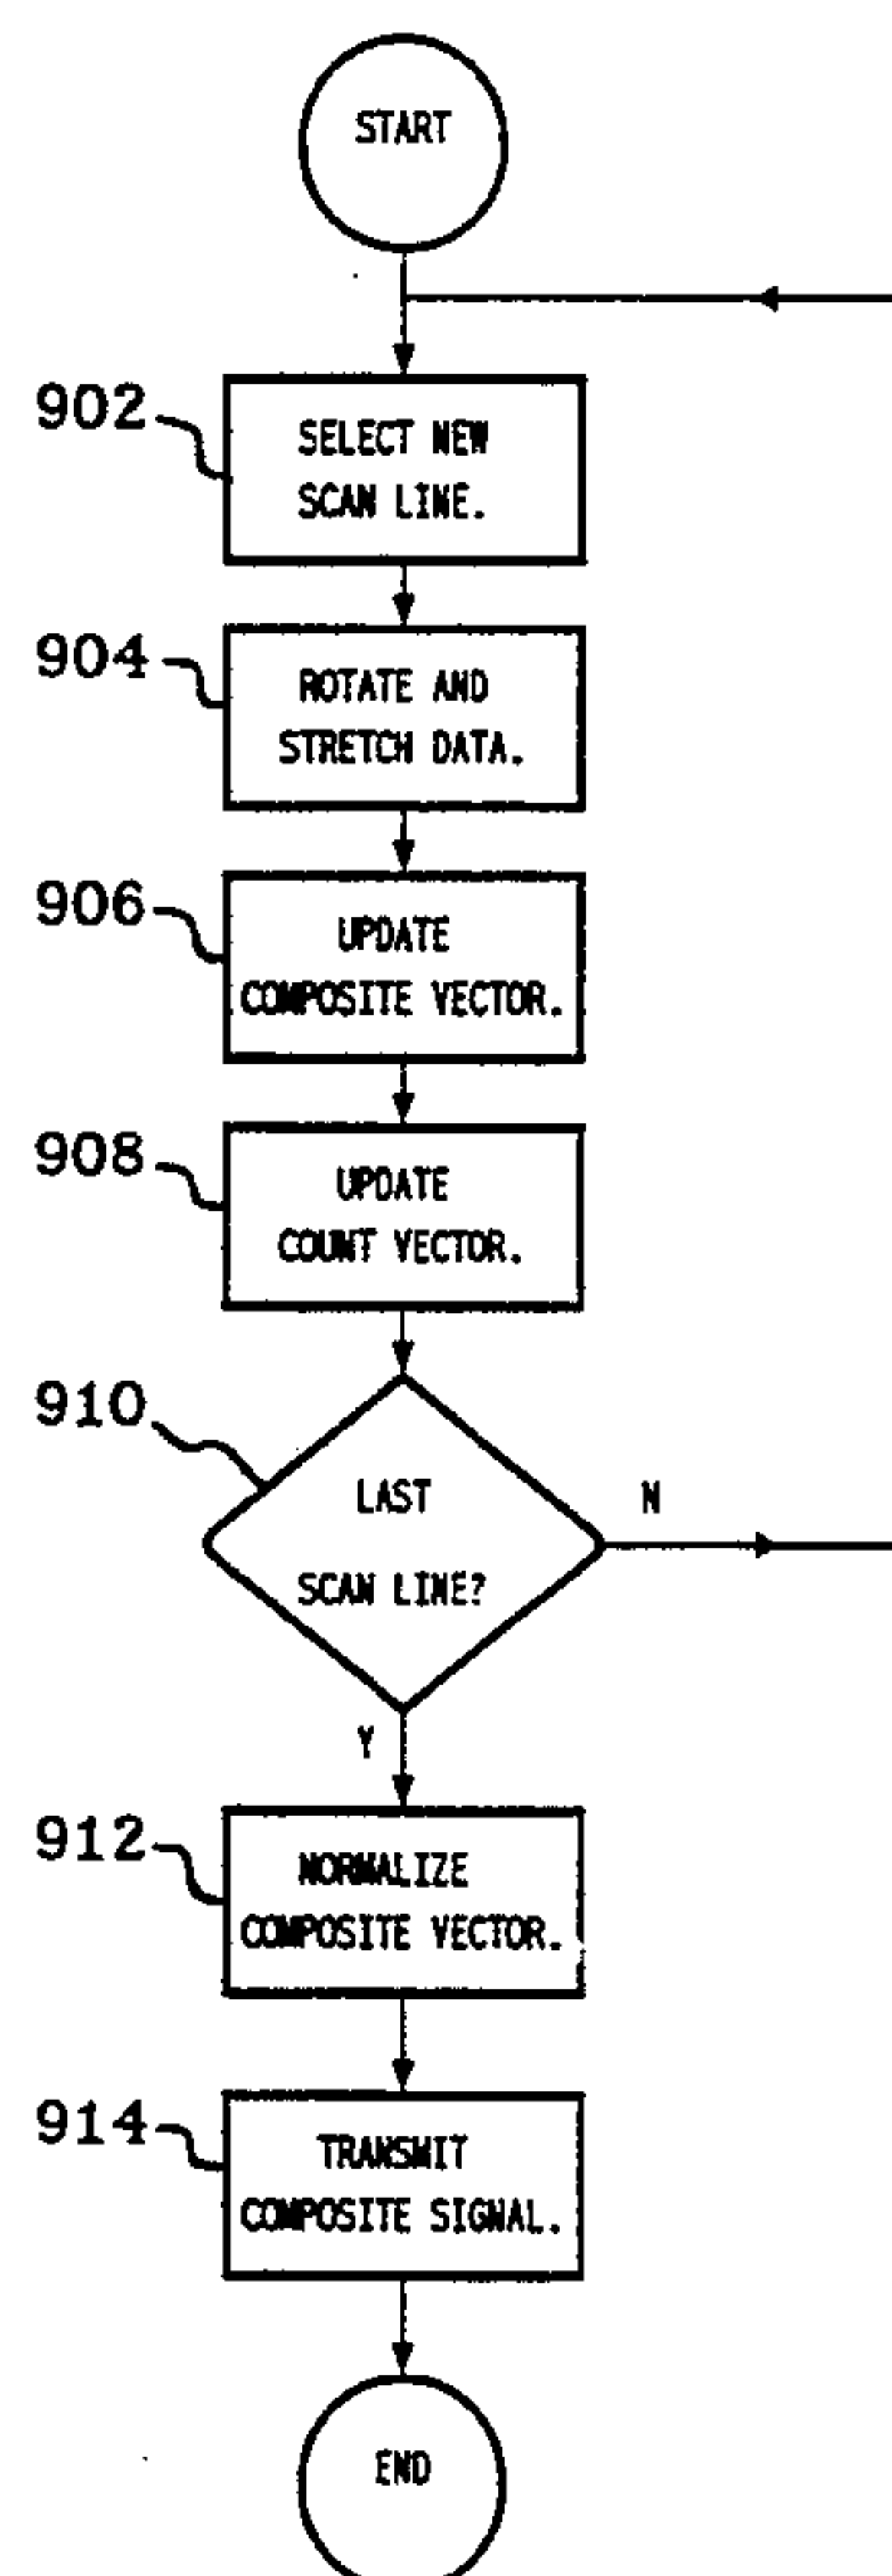 START
902
SELECT NEW
SCAN LINE.
904
ROTATE AND
STRETCH DATA.
906
UPDATE
COMPOSITE VECTOR.
908
UPDATE
COUNT VECTOR.
910
LAST
N
SCAN LINE?
Y
912
NORMALIZE
COMPOSITE VECTOR.
914
TRANSMIT
COMPOSITE SIGNAL.
END